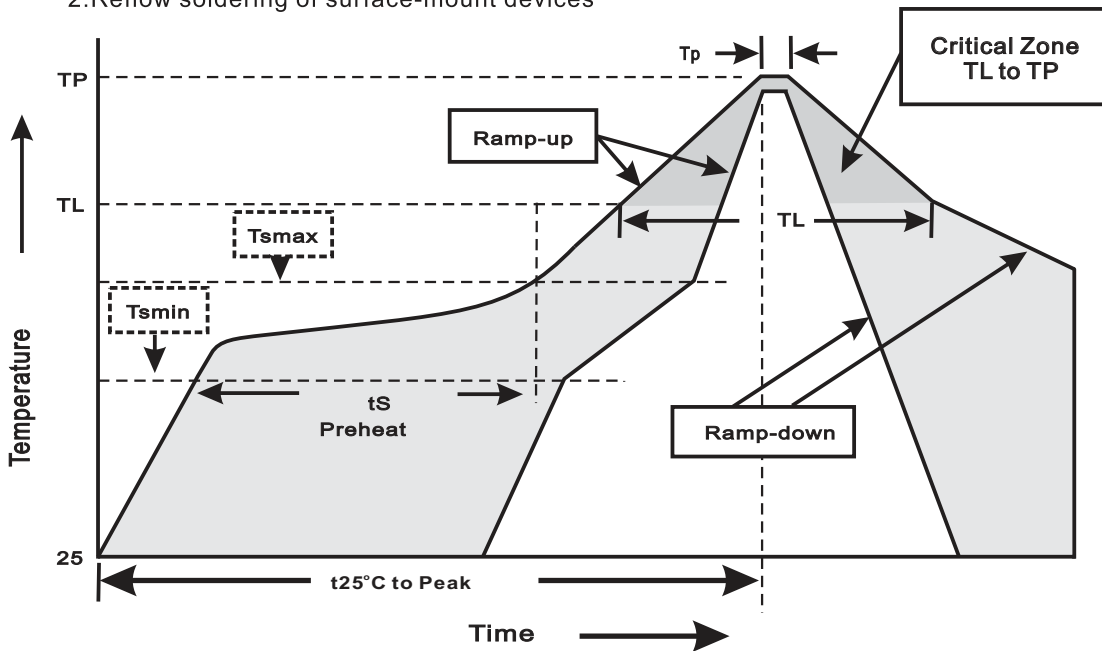 2.Reflow soldering of surface-mount devices
Tp
Critical Zone
TL to TP
TP
Ramp-up
TL
TL
Tsmax
Tsmin
tS
Preheat
Ramp-down
Temperature
25
t25°C to Peak
Time